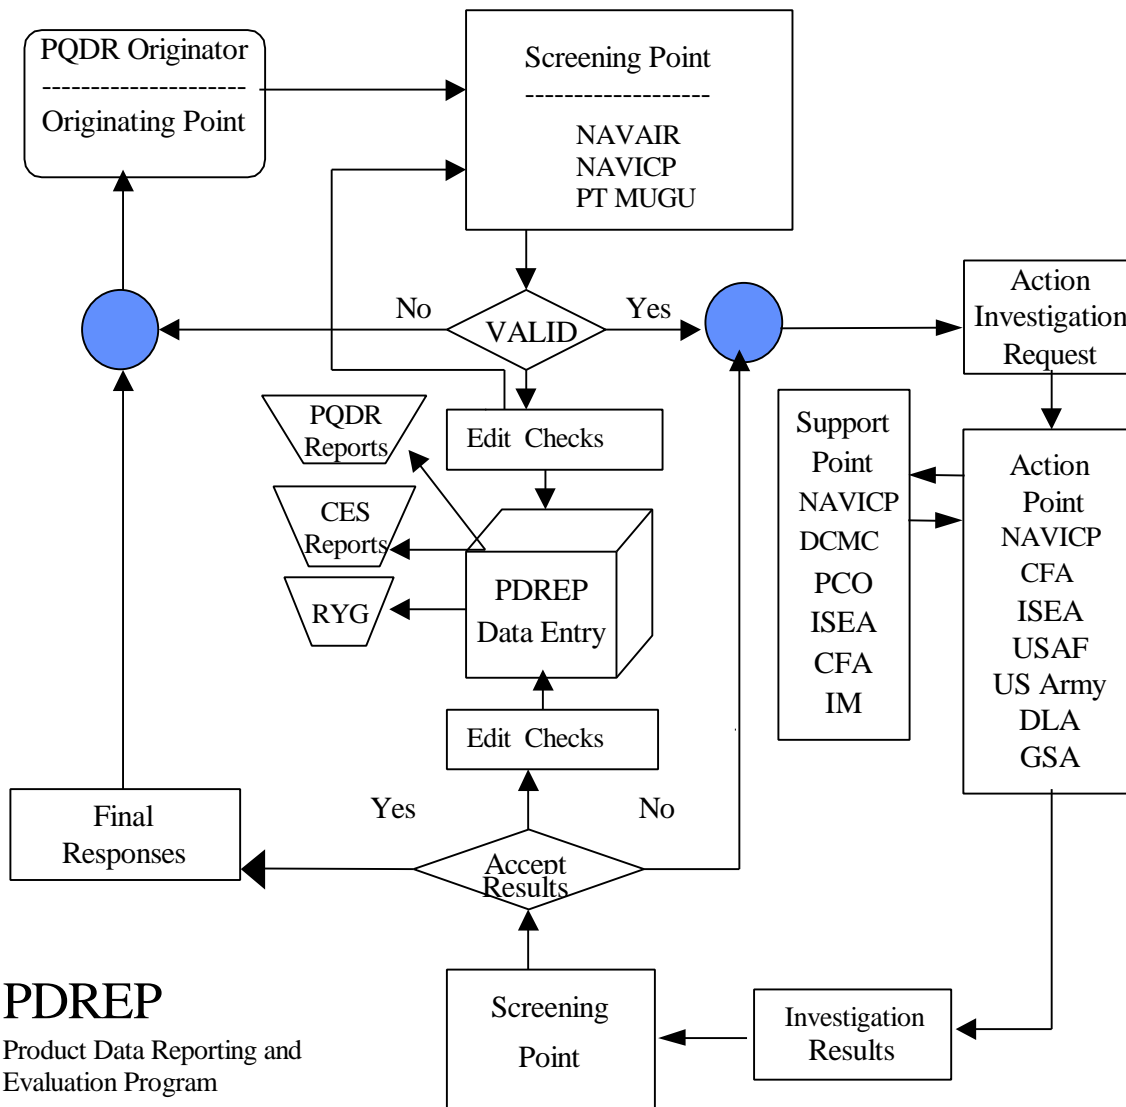 PQDR Originator
---------------------
Originating Point
Screening Point
-------------------
NAVAIR
NAVICP
PT MUGU
No
VALID
Yes
Action
Investigation
Request
PQDR
Reports
Edit Checks
CES
Reports
RYG
PDREP
Data Entry
Support
Point
NAVICP
DCMC
PCO
ISEA
CFA
IM
Action
Point
NAVICP
CFA
ISEA
USAF
US Army
DLA
GSA
Edit Checks
Final
Responses
Yes
No
Accept
Results
Screening
Point
Investigation
Results
PDREP
Product Data Reporting and
Evaluation Program